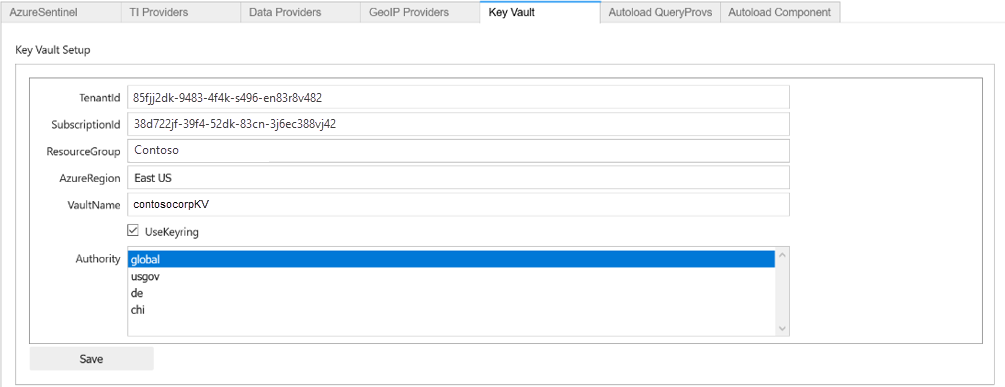 AzureSentinel TI Providers Data Providers GeoIP Providers Key Vault Autoload QueryProvs Autoload Component
Key Vault Setup
TenantId 85fjj2dk-9483-4f4k-s496-en83r8v482
SubscriptionId 38d722jf-39f4-52dk-83cn-3j6ec388vj42
ResourceGroup Contoso
AzureRegion East US
VaultName contosocorpKV
UseKeyring
Authority global
usgov
de
chi
Save